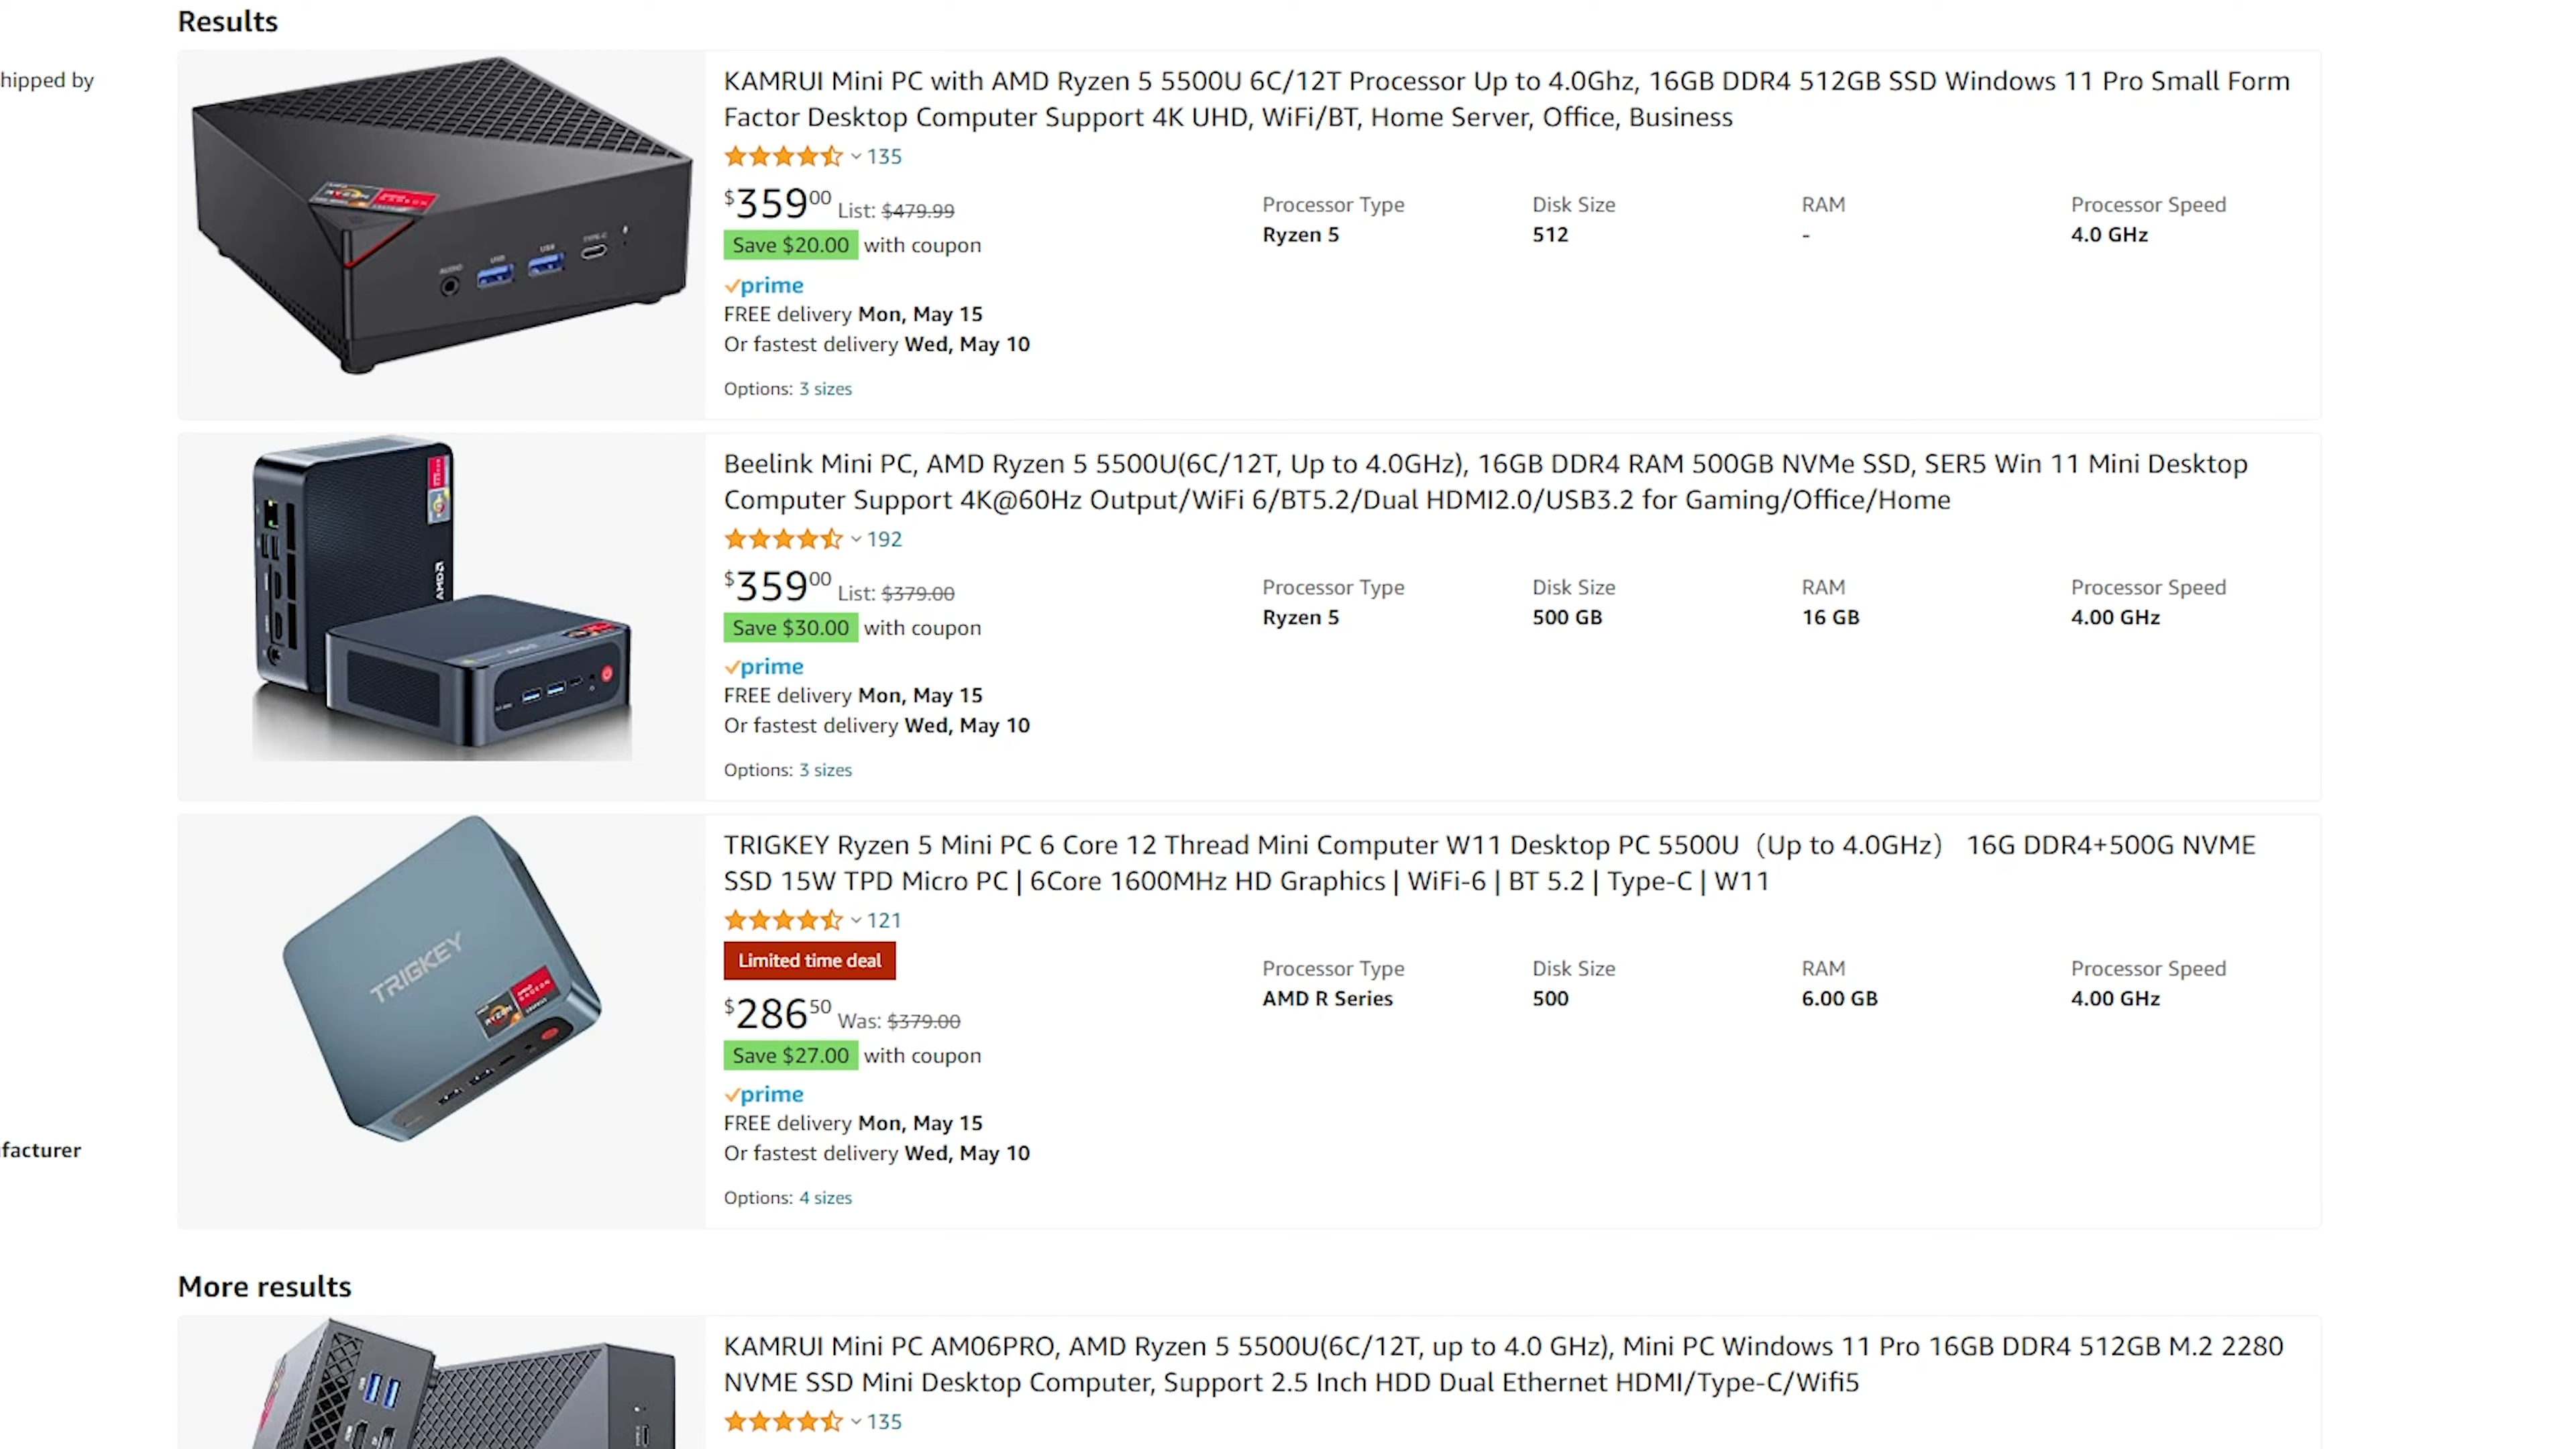 Results
hipped by
KAMRUI Mini PC with AMD Ryzen 5 5500U 6C/12T Processor Up to 4.0Ghz, 16GB DDR4 512GB SSD Windows 11 Pro Small Form
Factor Desktop Computer Support 4K UHD, WiFi/BT, Home Server, Office, Business
135
$359.00 List: $479.99
Save $20.00 with coupon
prime
FREE delivery Mon, May 15
Or fastest delivery Wed, May 10
Options: 3 sizes
Processor Type
Ryzen 5
Disk Size
512
RAM
-
Processor Speed
4.0 GHz
AUDIO
USB
USB
TYPE-C
RYZEN
Beelink Mini PC, AMD Ryzen 5 5500U(6C/12T, Up to 4.0GHz), 16GB DDR4 RAM 500GB NVMe SSD, SER5 Win 11 Mini Desktop
Computer Support 4K@60Hz Output/WiFi 6/BT5.2/Dual HDMI2.0/USB3.2 for Gaming/Office/Home
192
$359.00 List: $379.00
Save $30.00 with coupon
prime
FREE delivery Mon, May 15
Or fastest delivery Wed, May 10
Options: 3 sizes
Processor Type
Ryzen 5
Disk Size
500 GB
RAM
16 GB
Processor Speed
4.00 GHz
AMD
TRIGKEY Ryzen 5 Mini PC 6 Core 12 Thread Mini Computer W11 Desktop PC 5500U（Up to 4.0GHz） 16G DDR4+500G NVME
SSD 15W TPD Micro PC | 6Core 1600MHz HD Graphics | WiFi-6 | BT 5.2 | Type-C | W11
121
Limited time deal
$286.50 Was: $379.00
Save $27.00 with coupon
prime
FREE delivery Mon, May 15
Or fastest delivery Wed, May 10
Options: 4 sizes
Processor Type
AMD R Series
Disk Size
500
RAM
6.00 GB
Processor Speed
4.00 GHz
TRIGKEY
RYZEN
RADEON
facturer
More results
KAMRUI Mini PC AM06PRO, AMD Ryzen 5 5500U(6C/12T, up to 4.0 GHz), Mini PC Windows 11 Pro 16GB DDR4 512GB M.2 2280
NVME SSD Mini Desktop Computer, Support 2.5 Inch HDD Dual Ethernet HDMI/Type-C/Wifi5
135